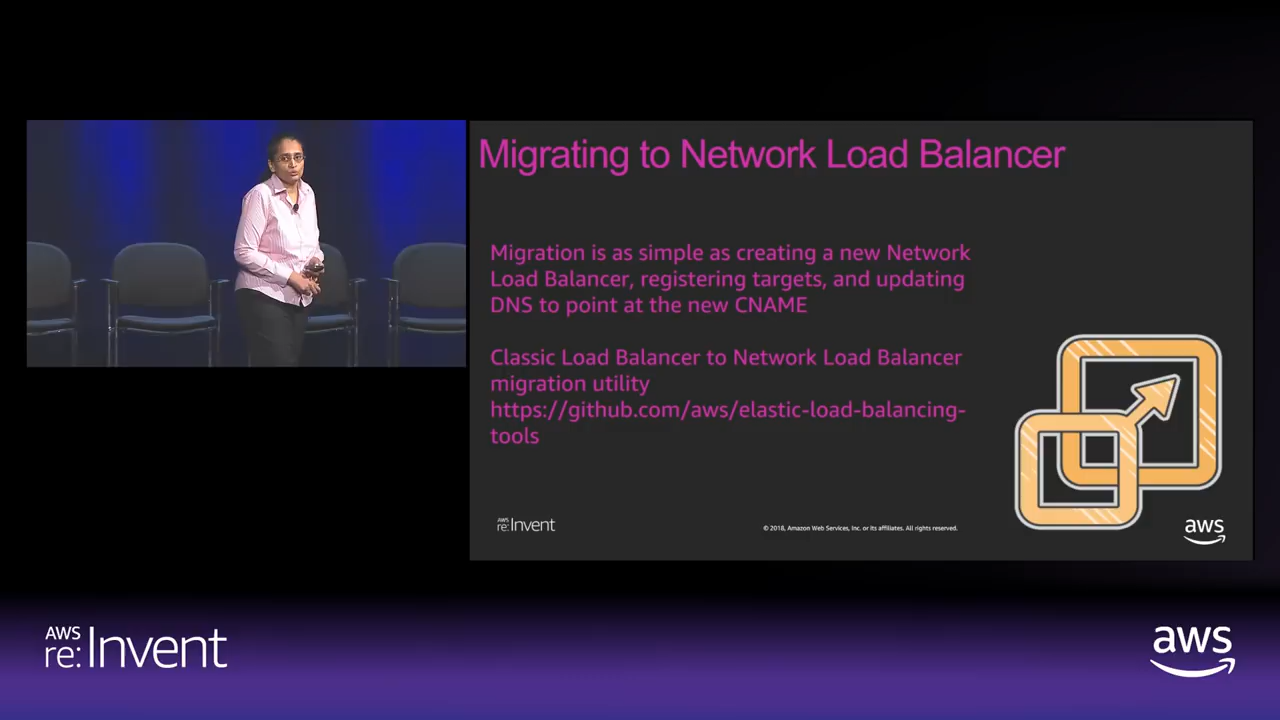 Migrating to Network Load Balancer
Migration is as simple as creating a new Network
Load Balancer, registering targets, and updating
DNS to point at the new CNAME
Classic Load Balancer to Network Load Balancer
migration utility
https://github.com/aws/elastic-load-balancing-
tools
AWS
re:Invent
© 2018, Amazon Web Services, Inc. or its affiliates. All rights reserved.
aws
AWS
re:Invent
aws